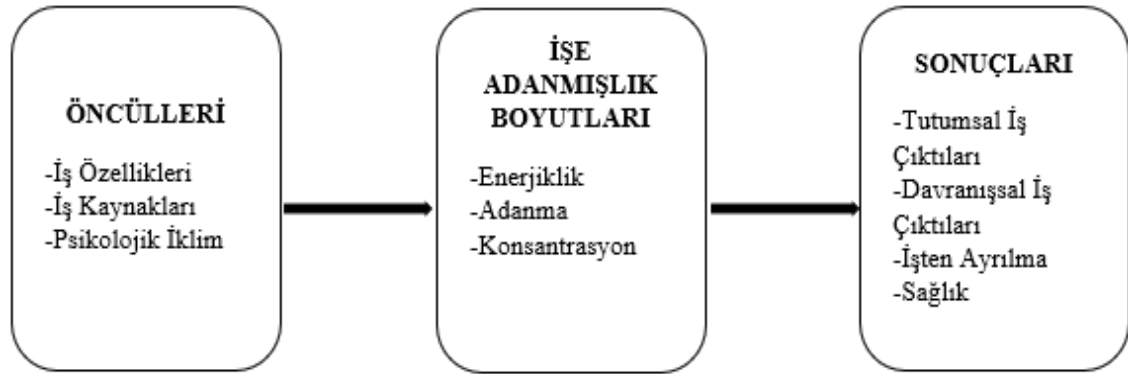 ÖNCÜLLERİ
-İş Özellikleri
-İş Kaynakları
-Psikolojik İklim
İŞE
ADANMIŞLIK
BOYUTLARI
-Enerjiklik
-Adanma
-Konsantrasyon
SONUÇLARI
-Tutumsal İş
Çıktıları
-Davranışsal İş
Çıktıları
-İşten Ayrılma
-Sağlık